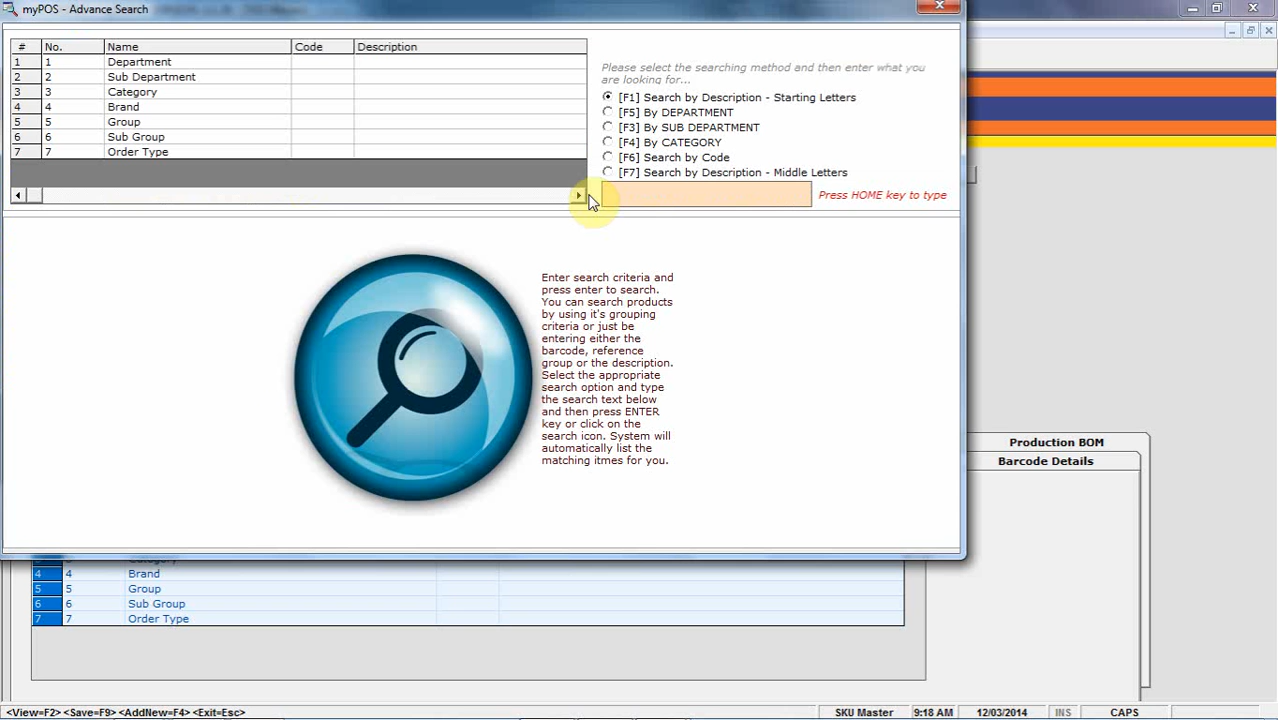 myPOS - Advance Search
# No. Name Code Description
1 1 Department
2 2 Sub Department
3 3 Category
4 4 Brand
5 5 Group
6 6 Sub Group
7 7 Order Type
Please select the searching method and then enter what you
are looking for...
[F1] Search by Description - Starting Letters
[F5] By DEPARTMENT
[F3] By SUB DEPARTMENT
[F4] By CATEGORY
[F6] Search by Code
[F7] Search by Description - Middle Letters
Press HOME key to type
Enter search criteria and
press enter to search.
You can search products
by using it's grouping
criteria or just be
entering either the
barcode, reference
group or the description.
Select the appropriate
search option and type
the search text below
and then press ENTER
key or click on the
search icon. System will
automatically list the
matching itmes for you.
Production BOM
Barcode Details
Category
4 4 Brand
5 5 Group
6 6 Sub Group
7 7 Order Type
<View=F2> <Save=F9> <AddNew=F4> <Exit=Esc> SKU Master 9:18 AM 12/03/2014 INS CAPS